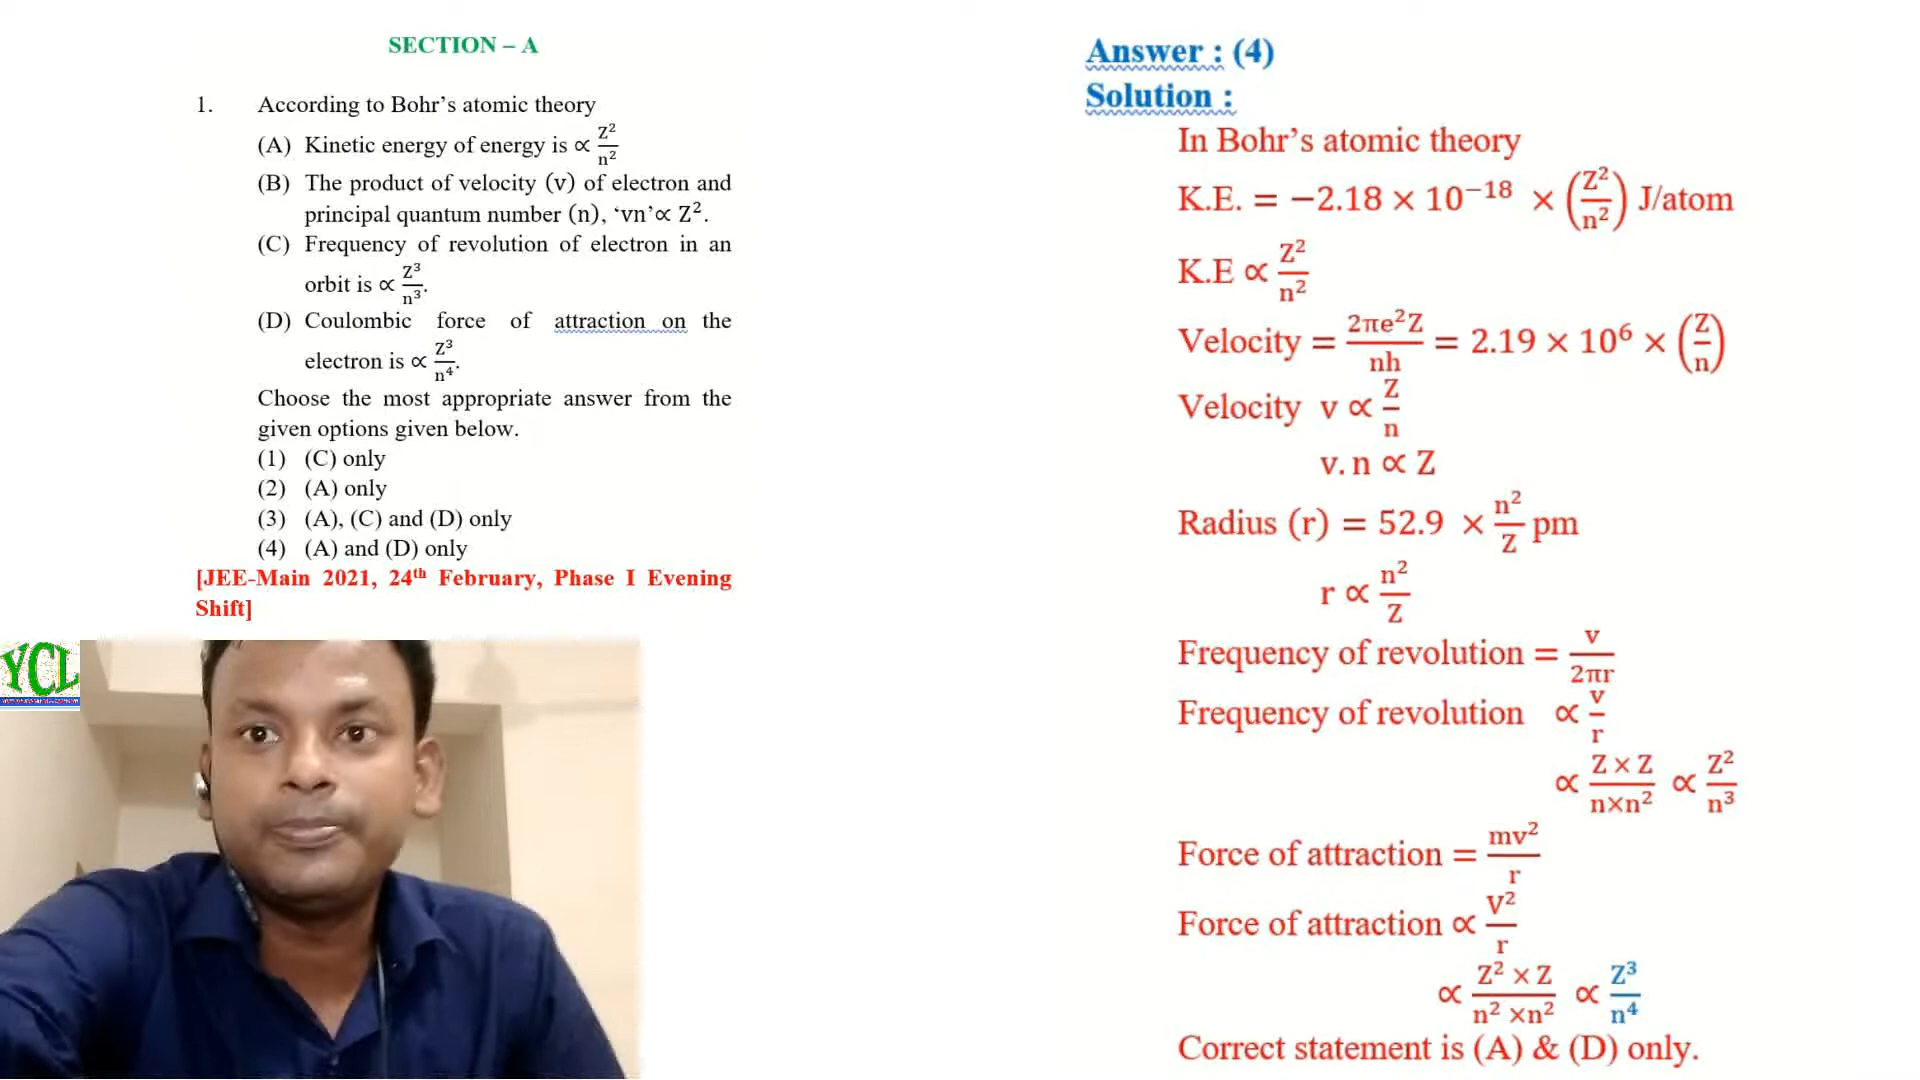 SECTION – A
1. According to Bohr's atomic theory
(A) Kinetic energy of energy is ∝ Z²/n²
(B) The product of velocity (v) of electron and
principal quantum number (n), 'vn'∝ Z².
(C) Frequency of revolution of electron in an
orbit is ∝ Z³/n³.
(D) Coulombic force of attraction on the
electron is ∝ Z³/n⁴.
Choose the most appropriate answer from the
given options given below.
(1) (C) only
(2) (A) only
(3) (A), (C) and (D) only
(4) (A) and (D) only
[JEE-Main 2021, 24th February, Phase I Evening
Shift]
YCL
Answer : (4)
Solution :
In Bohr's atomic theory
K.E. = −2.18 × 10⁻¹⁸ × (Z²/n²) J/atom
K.E ∝ Z²/n²
Velocity = 2πe²Z/nh = 2.19 × 10⁶ × (Z/n)
Velocity v ∝ Z/n
v. n ∝ Z
Radius (r) = 52.9 × n²/Z pm
r ∝ n²/Z
Frequency of revolution = v/2πr
Frequency of revolution ∝ v/r
∝ Z × Z/n×n² ∝ Z²/n³
Force of attraction = mv²/r
Force of attraction ∝ V²/r
∝ Z² × Z/n² ×n² ∝ Z³/n⁴
Correct statement is (A) & (D) only.